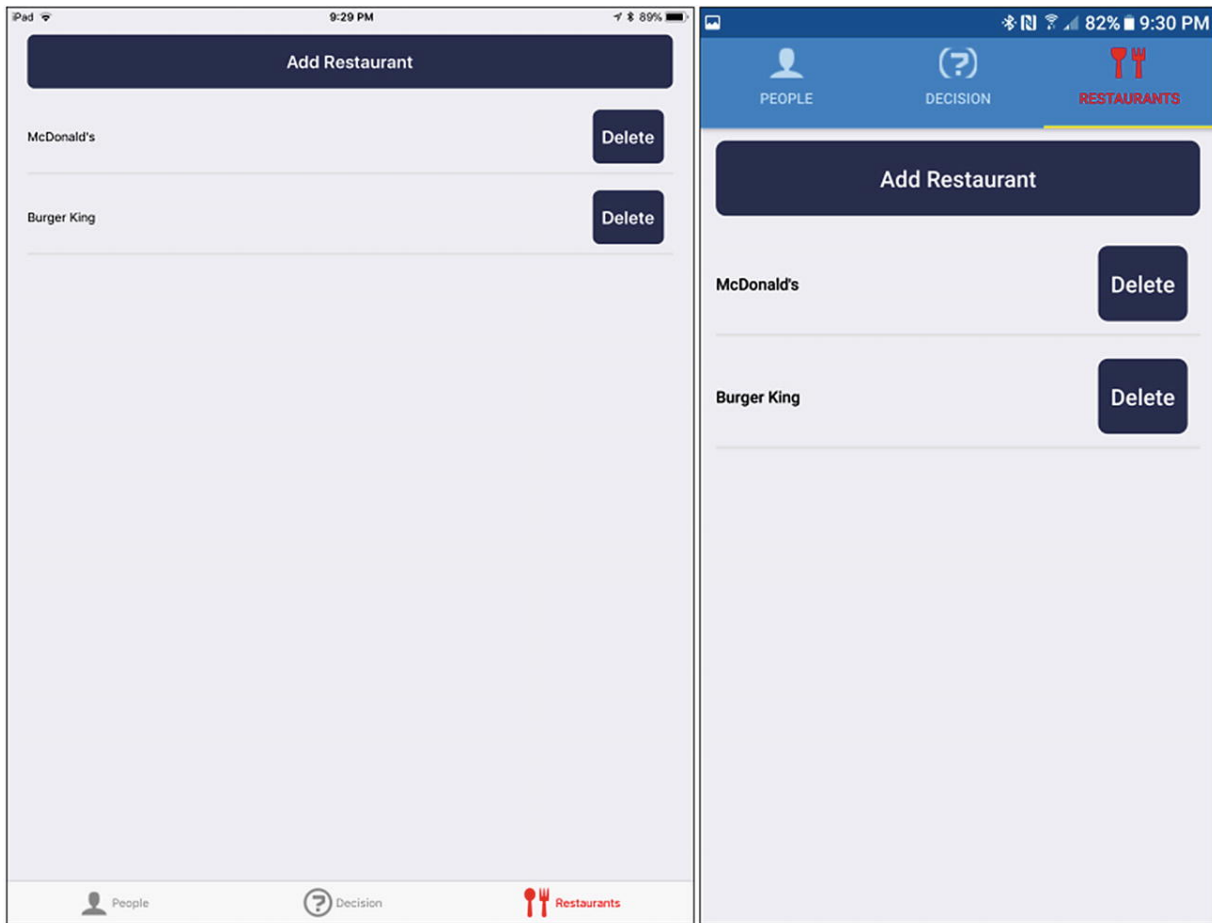 iPad 9:29 PM 89%
Add Restaurant
McDonald's Delete
Burger King Delete
People Decision Restaurants
82% 9:30 PM
PEOPLE DECISION RESTAURANTS
Add Restaurant
McDonald's Delete
Burger King Delete